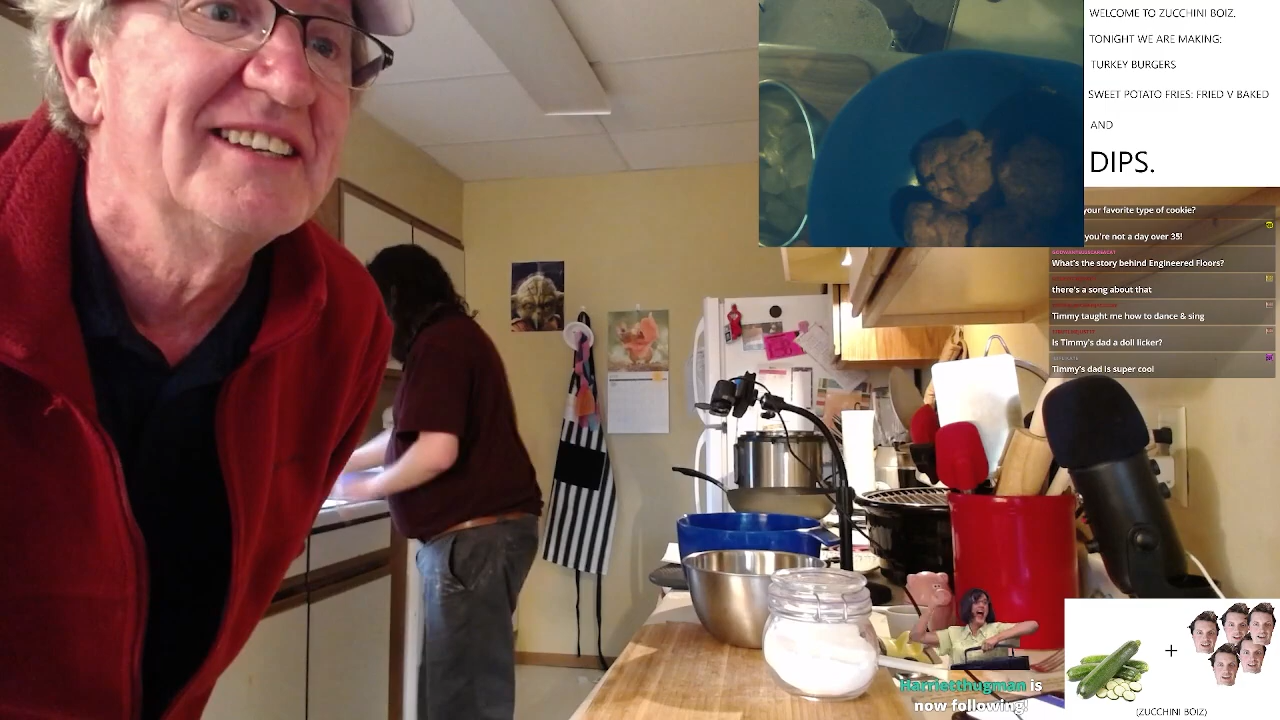 WELCOME TO ZUCCHINI BOIZ.
TONIGHT WE ARE MAKING:
TURKEY BURGERS
SWEET POTATO FRIES: FRIED V BAKED
AND
DIPS.
your favorite type of cookie?
you're not a day over 35!
What's the story behind Engineered Floors?
there's a song about that
Timmy taught me how to dance & sing
Is Timmy's dad a doll licker?
Timmy's dad is super cool
Harrietthugman is
now following!
+
(ZUCCHINI BOIZ)